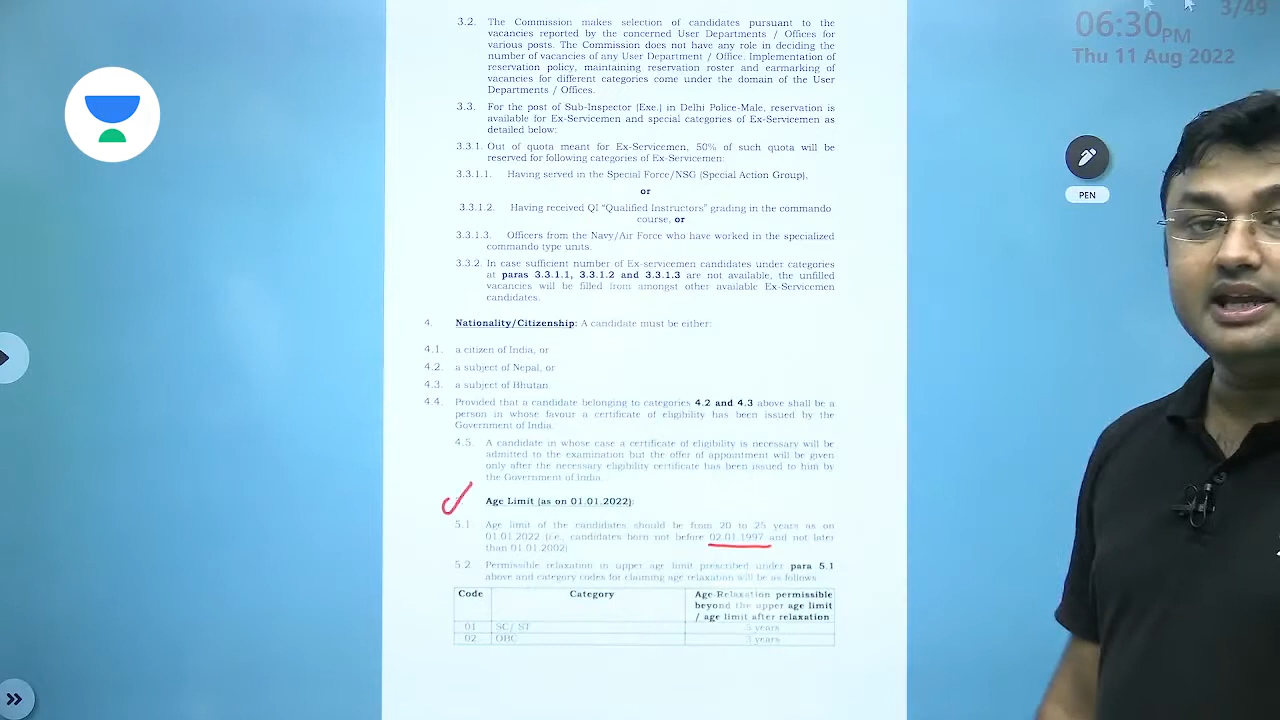 3.2. The Commission makes selection of candidates pursuant to the
vacancies reported by the concerned User Departments / Offices for
various posts. The Commission does not have any role in deciding the
number of vacancies of any User Department / Office. Implementation of
reservation policy, maintaining reservation roster and earmarking of
vacancies for different categories come under the domain of the User
Departments / Offices.
3.3. For the post of Sub-Inspector (Exe.) in Delhi Police-Male, reservation is
available for Ex-Servicemen and special categories of Ex-Servicemen as
detailed below:
3.3.1. Out of quota meant for Ex-Servicemen, 50% of such quota will be
reserved for following categories of Ex-Servicemen:
3.3.1.1. Having served in the Special Force/NSG (Special Action Group),
or
3.3.1.2. Having received QI “Qualified Instructors” grading in the commando
course, or
3.3.1.3. Officers from the Navy/Air Force who have worked in the specialized
commando type units.
3.3.2. In case sufficient number of Ex-servicemen candidates under categories
at paras 3.3.1.1, 3.3.1.2 and 3.3.1.3 are not available, the unfilled
vacancies will be filled from amongst other available Ex-Servicemen
candidates.
4. Nationality/Citizenship: A candidate must be either:
4.1. a citizen of India, or
4.2. a subject of Nepal, or
4.3. a subject of Bhutan.
4.4. Provided that a candidate belonging to categories 4.2 and 4.3 above shall be a
person in whose favour a certificate of eligibility has been issued by the
Government of India.
4.5. A candidate in whose case a certificate of eligibility is necessary will be
admitted to the examination but the offer of appointment will be given
only after the necessary eligibility certificate has been issued to him by
the Government of India.
Age Limit (as on 01.01.2022):
5.1 Age limit of the candidates should be from 20 to 25 years as on
01.01.2022 (i.e., candidates born not before 02.01.1997 and not later
than 01.01.2002)
5.2. Permissible relaxation in upper age limit prescribed under para 5.1
above and category codes for claiming age relaxation will be as follows
Code Category Age-Relaxation permissible
beyond the upper age limit
/ age limit after relaxation
01 SC/ ST 5 years
02 OBC 3 years
3/49
06:30PM
Thu 11 Aug 2022
PEN